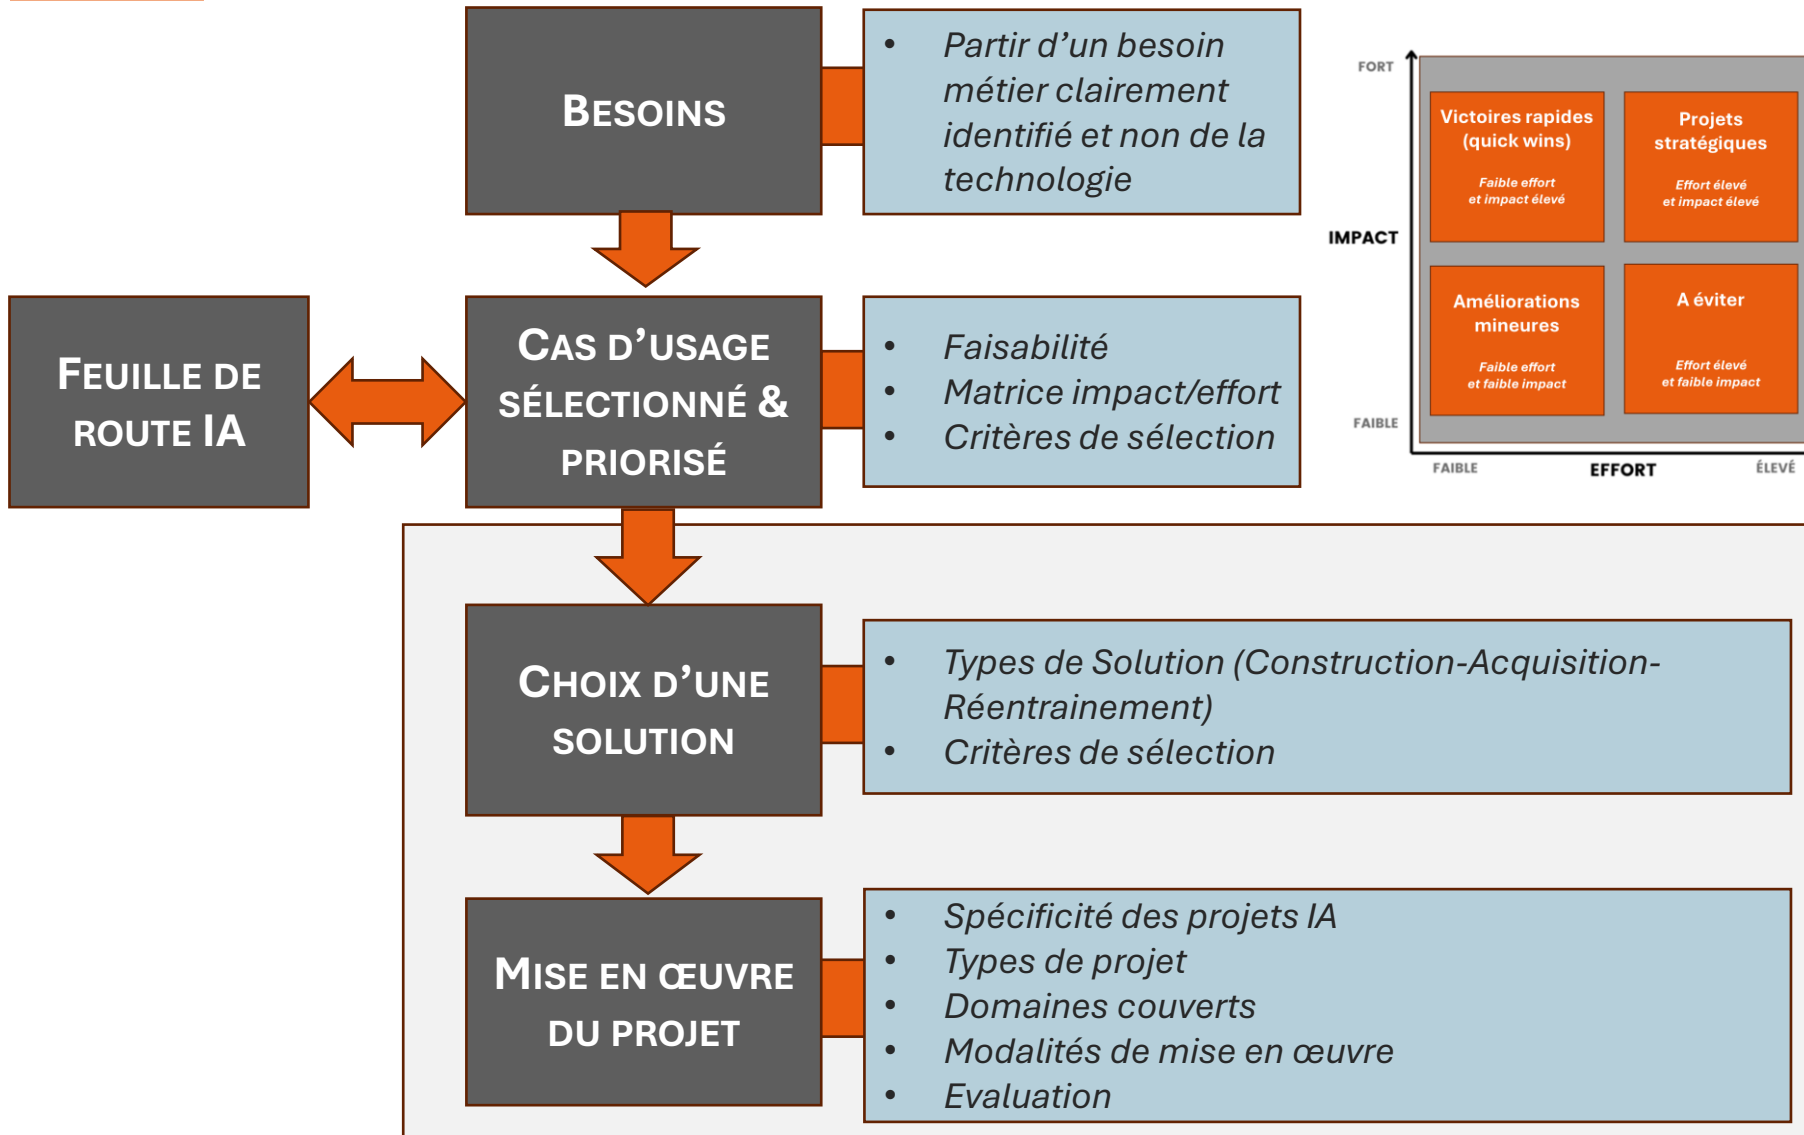 BESOINS
• Partir d’un besoin
métier clairement
identifié et non de la
technologie
FORT
Victoires rapides
(quick wins)
Faible effort
et impact élevé
Projets
stratégiques
Effort élevé
et impact élevé
IMPACT
Améliorations
mineures
Faible effort
et faible impact
A éviter
Effort élevé
et faible impact
FAIBLE
FAIBLE
EFFORT
ÉLEVÉ
FEUILLE DE
ROUTE IA
CAS D’USAGE
SÉLECTIONNÉ &
PRIORISÉ
• Faisabilité
• Matrice impact/effort
• Critères de sélection
CHOIX D’UNE
SOLUTION
• Types de Solution (Construction-Acquisition-
Réentrainement)
• Critères de sélection
MISE EN ŒUVRE
DU PROJET
• Spécificité des projets IA
• Types de projet
• Domaines couverts
• Modalités de mise en œuvre
• Evaluation